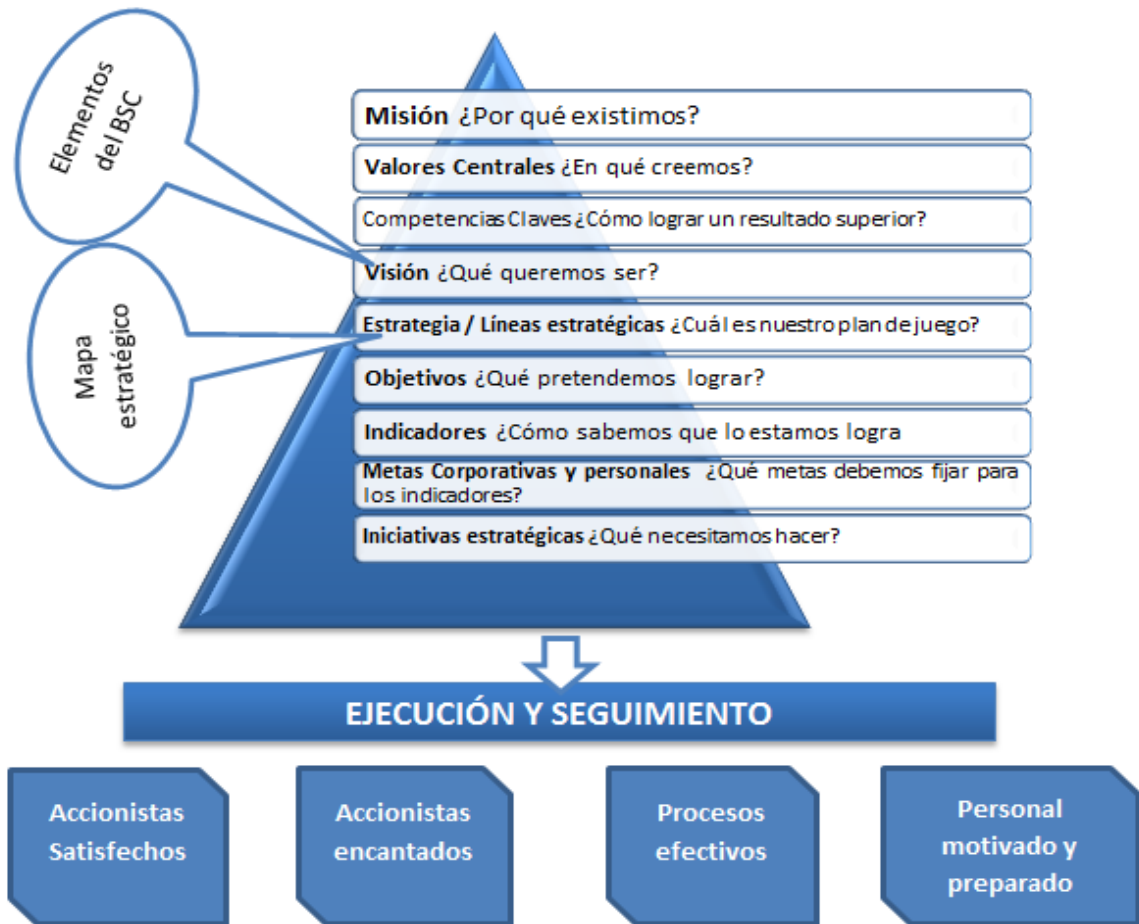 Elementos
del BSC
Mapa
estratégico
Misión ¿Por qué existimos?
Valores Centrales ¿En qué creemos?
Competencias Claves ¿Cómo lograr un resultado superior?
Visión ¿Qué queremos ser?
Estrategia / Líneas estratégicas ¿Cuál es nuestro plan de juego?
Objetivos ¿Qué pretendemos lograr?
Indicadores ¿Cómo sabemos que lo estamos logra
Metas Corporativas y personales ¿Qué metas debemos fijar para
los indicadores?
Iniciativas estratégicas ¿Qué necesitamos hacer?
EJECUCIÓN Y SEGUIMIENTO
Accionistas
Satisfechos
Accionistas
encantados
Procesos
efectivos
Personal
motivado y
preparado